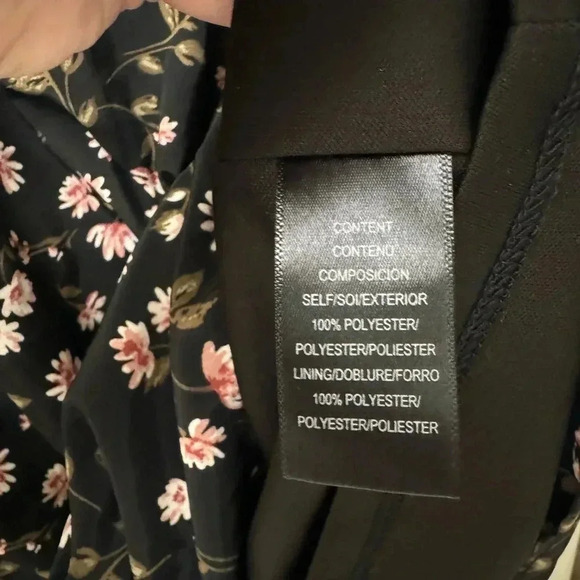 CONTENT
CONTENU
COMPOSICION
SELF/SOI/EXTERIOR
100% POLYESTER/
POLYESTER/POLIESTER
LINING/DOBLURE/FORRO
100% POLYESTER/
POLYESTER/POLIESTER